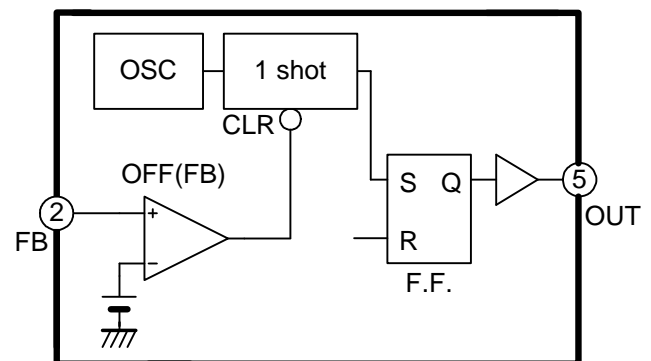 OSC
1 shot
CLR
OFF(FB)
2
+
−
FB
S Q
R
F.F.
5
OUT